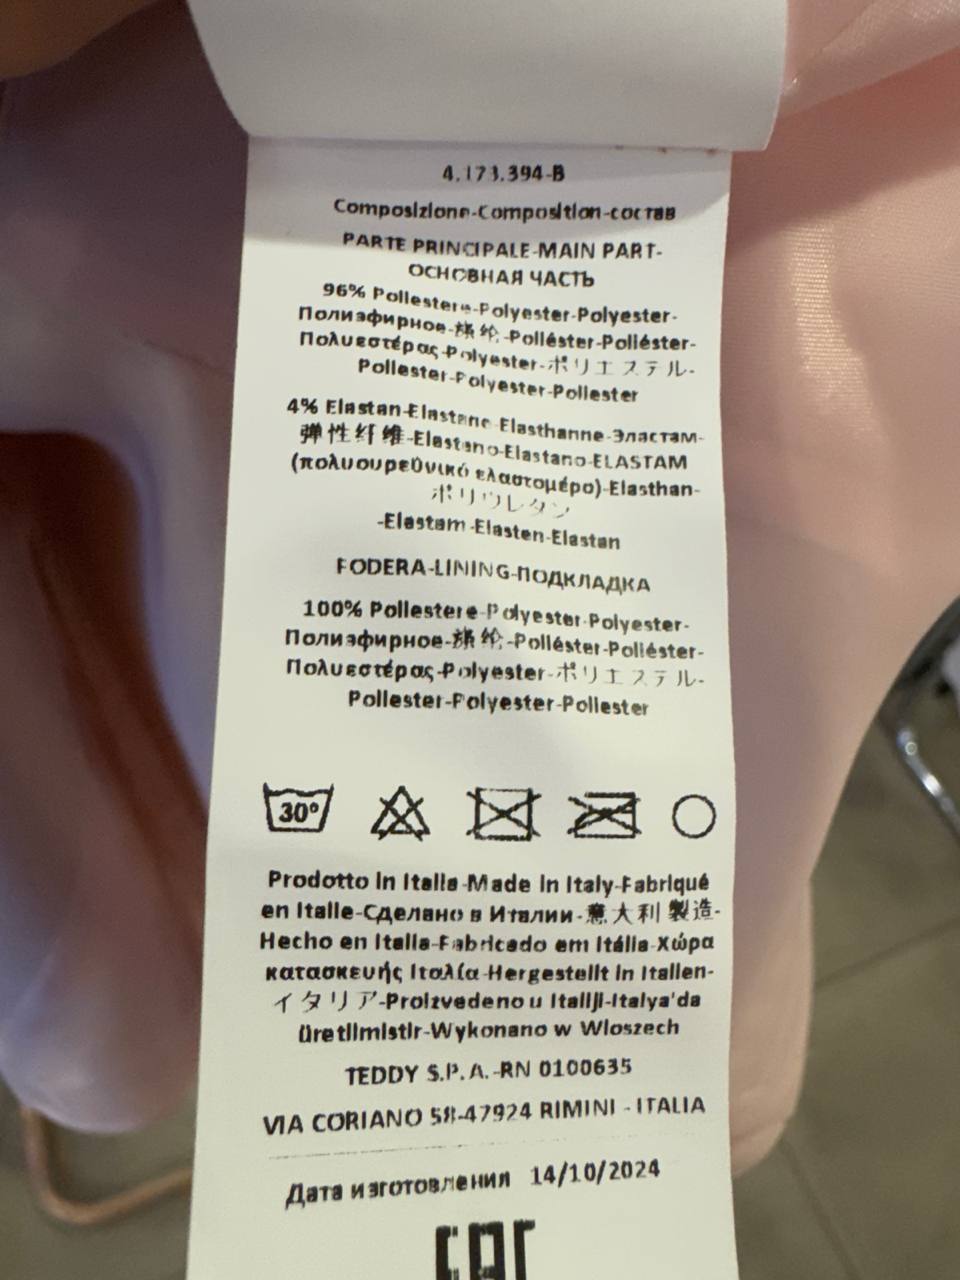 4.173.394-B
Composizione-Composition-состав
PARTE PRINCIPALE-MAIN PART-
ОСНОВНАЯ ЧАСТЬ
96% Poliestere-Polyester-Polyester-
Полиэфирное-旅纶-Poliéster-Poliéster-
Πολυεστέρας-Polyester-ポリエステル-
Poliester-Polyester-Poliester
4% Elastan-Elastane-Elasthanne-Эластам-
弹性纤维-Elastano-Elastano-ELASTAM
(πολυουρεθυνικό ελαστομέρο)-Elasthan-
ポリウレタン
-Elastam-Elasten-Elastan
FODERA-LINING-ПОДКЛАДКА
100% Poliestere-Polyester-Polyester-
Полиэфирное-旅纶-Poliéster-Poliéster-
Πολυεστέρας-Polyester-ポリエステル-
Poliester-Polyester-Poliester
30°
Prodotto in Italia-Made in Italy-Fabriqué
en Italie-Сделано в Италии-意大利製造-
Hecho en Italia-Fabricado em Itália-Χώρα
κατασκευής Ιταλία-Hergestellt in Italien-
イタリア-Proizvedeno u Italiji-Italya'da
üretilmistir-Wykonano w Wloszech
TEDDY S.P.A.-RN 0100635
VIA CORIANO 58-47924 RIMINI - ITALIA
Дата изготовления 14/10/2024
EAC